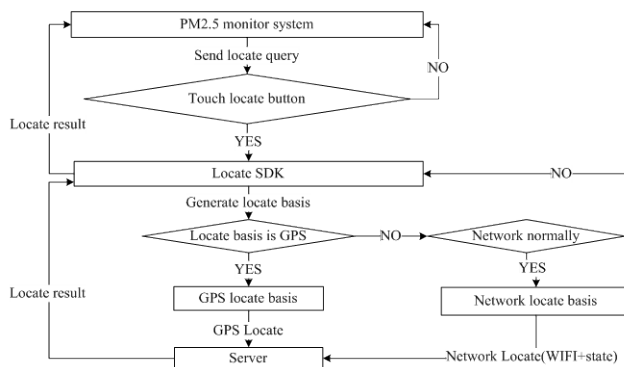 PM2.5 monitor system
Send locate query
NO
Touch locate button
Locate result
YES
Locate SDK
NO
Generate locate basis
Locate basis is GPS
NO
Network normally
YES
YES
Locate result
GPS locate basis
Network locate basis
GPS Locate
Server
Network Locate(WIFI+state)